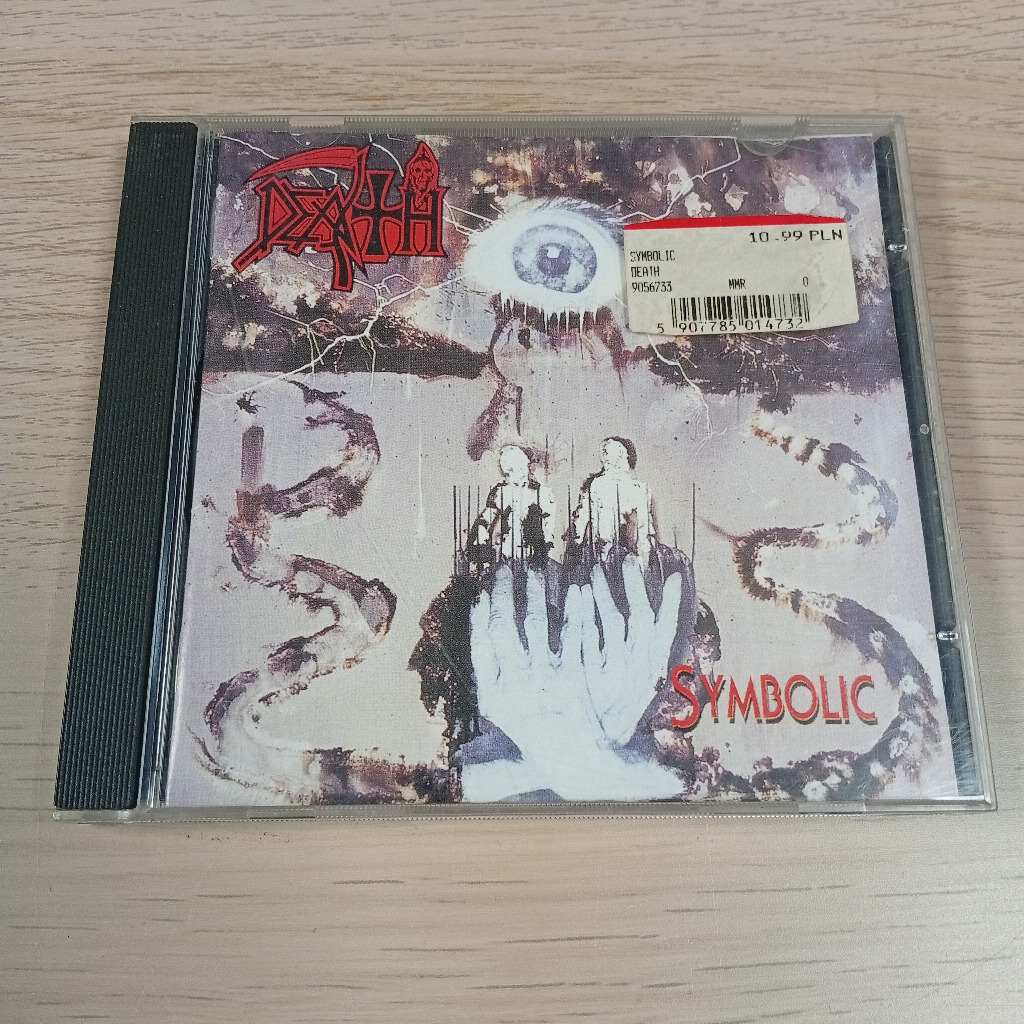 DEATH
10.99 PLN
SYMBOLIC
DEATH
9056733 MMR 0
5 907785 014732
SYMBOLIC